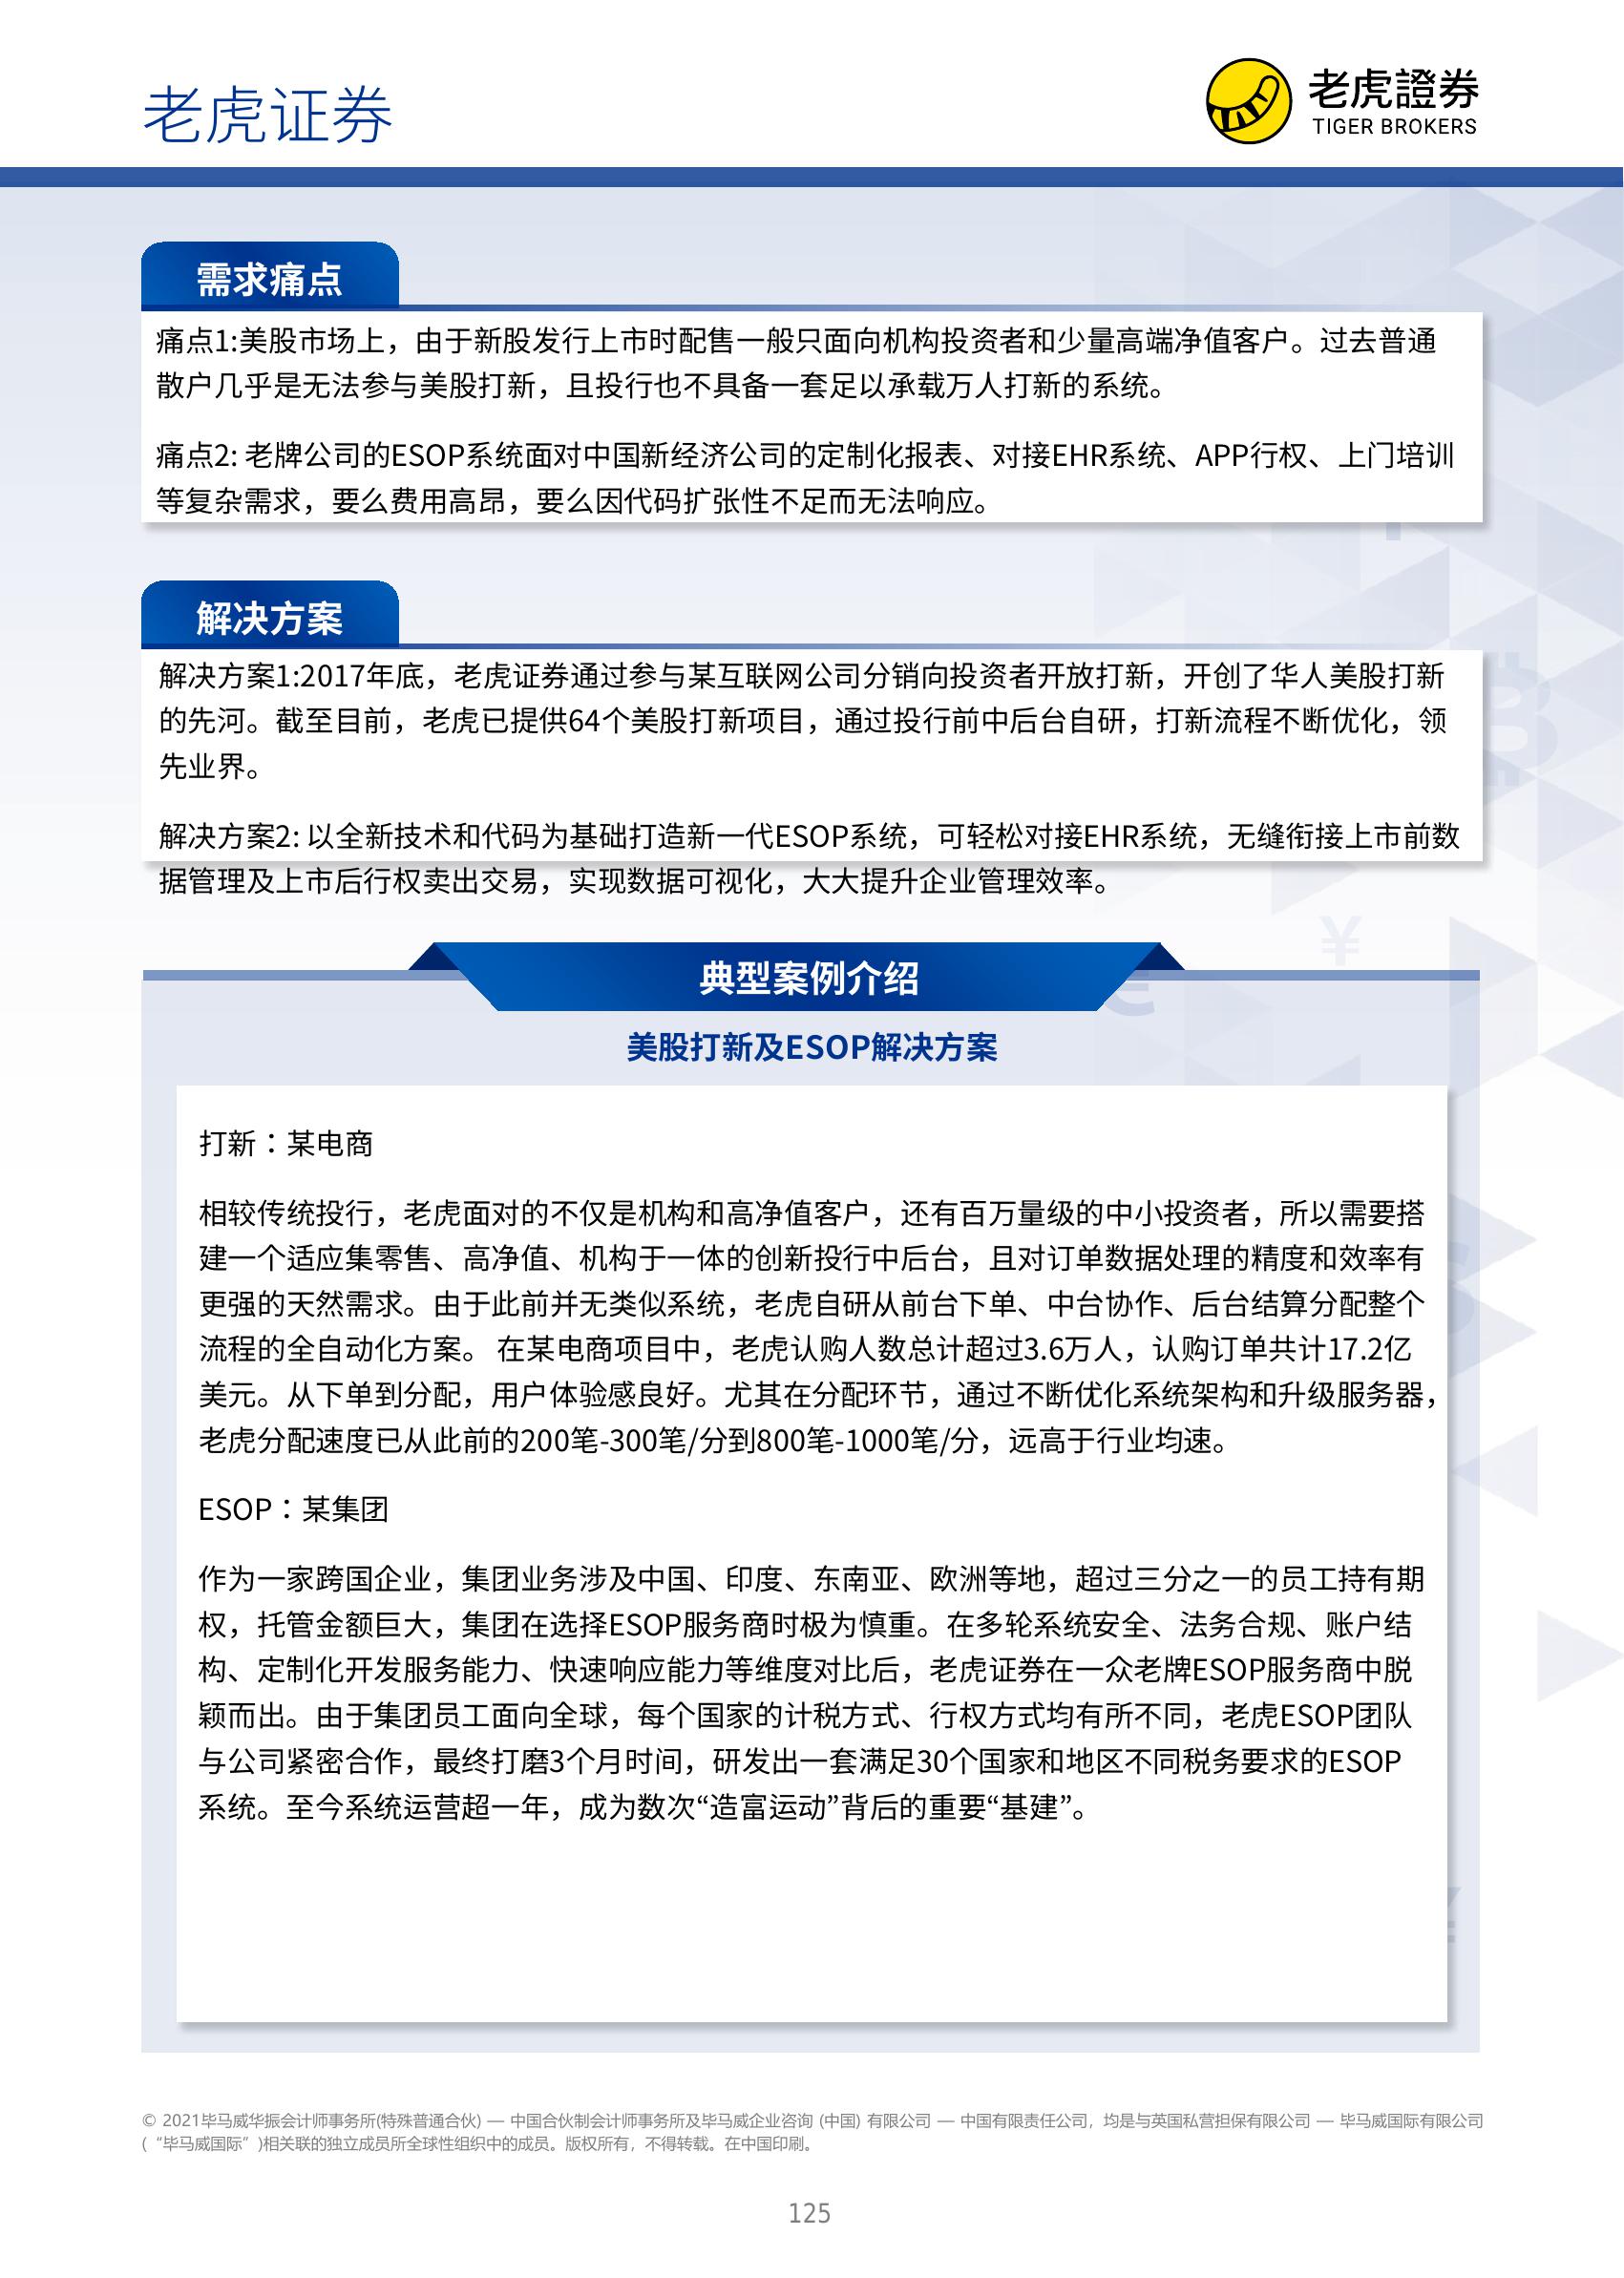 老虎证券
老虎證券
TIGER BROKERS
需求痛点
痛点1:美股市场上，由于新股发行上市时配售一般只面向机构投资者和少量高端净值客户。过去普通
散户几乎是无法参与美股打新，且投行也不具备一套足以承载万人打新的系统。
痛点2: 老牌公司的ESOP系统面对中国新经济公司的定制化报表、对接EHR系统、APP行权、上门培训
等复杂需求，要么费用高昂，要么因代码扩张性不足而无法响应。
解决方案
解决方案1:2017年底，老虎证券通过参与某互联网公司分销向投资者开放打新，开创了华人美股打新
的先河。截至目前，老虎已提供64个美股打新项目，通过投行前中后台自研，打新流程不断优化，领
先业界。
解决方案2: 以全新技术和代码为基础打造新一代ESOP系统，可轻松对接EHR系统，无缝衔接上市前数
据管理及上市后行权卖出交易，实现数据可视化，大大提升企业管理效率。
典型案例介绍
美股打新及ESOP解决方案
打新：某电商
相较传统投行，老虎面对的不仅是机构和高净值客户，还有百万量级的中小投资者，所以需要搭
建一个适应集零售、高净值、机构于一体的创新投行中后台，且对订单数据处理的精度和效率有
更强的天然需求。由于此前并无类似系统，老虎自研从前台下单、中台协作、后台结算分配整个
流程的全自动化方案。 在某电商项目中，老虎认购人数总计超过3.6万人，认购订单共计17.2亿
美元。从下单到分配，用户体验感良好。尤其在分配环节，通过不断优化系统架构和升级服务器，
老虎分配速度已从此前的200笔-300笔/分到800笔-1000笔/分，远高于行业均速。
ESOP：某集团
作为一家跨国企业，集团业务涉及中国、印度、东南亚、欧洲等地，超过三分之一的员工持有期
权，托管金额巨大，集团在选择ESOP服务商时极为慎重。在多轮系统安全、法务合规、账户结
构、定制化开发服务能力、快速响应能力等维度对比后，老虎证券在一众老牌ESOP服务商中脱
颖而出。由于集团员工面向全球，每个国家的计税方式、行权方式均有所不同，老虎ESOP团队
与公司紧密合作，最终打磨3个月时间，研发出一套满足30个国家和地区不同税务要求的ESOP
系统。至今系统运营超一年，成为数次“造富运动”背后的重要“基建”。
© 2021毕马威华振会计师事务所(特殊普通合伙) — 中国合伙制会计师事务所及毕马威企业咨询 (中国) 有限公司 — 中国有限责任公司，均是与英国私营担保有限公司 — 毕马威国际有限公司
(“毕马威国际”)相关联的独立成员所全球性组织中的成员。版权所有，不得转载。在中国印刷。
125